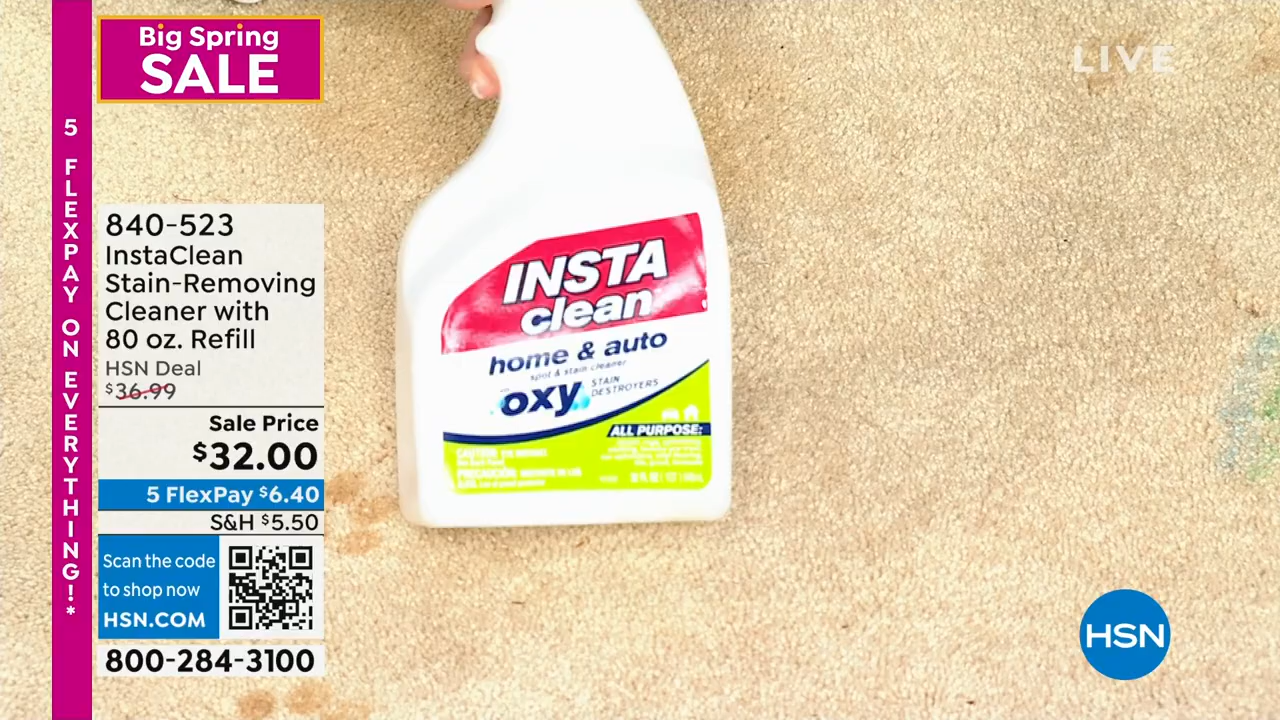 Big Spring
SALE
LIVE
5 FLEXPAY ON EVERYTHING!*
840-523
InstaClean
Stain-Removing
Cleaner with
80 oz. Refill
HSN Deal
$36.99
Sale Price
$32.00
5 FlexPay $6.40
S&H $5.50
Scan the code
to shop now
HSN.COM
800-284-3100
INSTA
clean
home & auto
spot & stain cleaner
oxy
STAIN
DESTROYERS
ALL PURPOSE:
CAUTION:
PRECAUCIÓN:
HSN